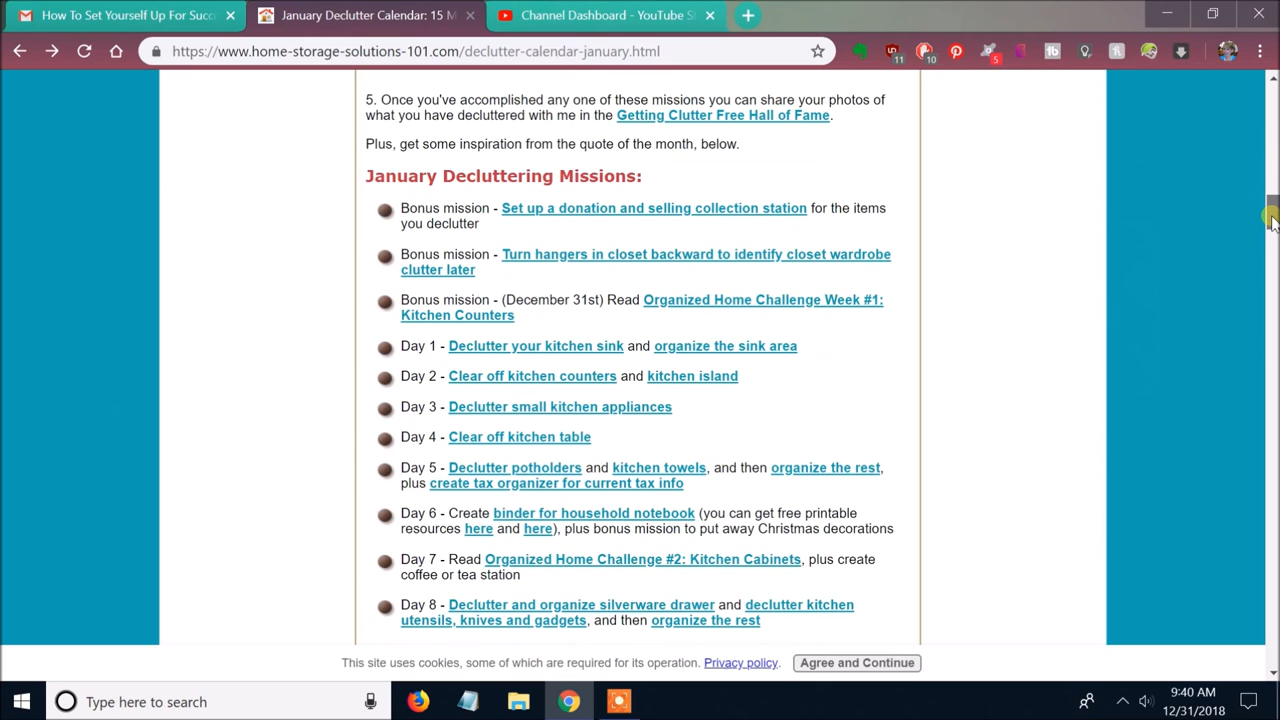 How To Set Yourself Up For Succ
January Declutter Calendar: 15 M
Channel Dashboard - YouTube S
https://www.home-storage-solutions-101.com/declutter-calendar-january.html
11
10
5
tb
5. Once you've accomplished any one of these missions you can share your photos of
what you have decluttered with me in the Getting Clutter Free Hall of Fame.
Plus, get some inspiration from the quote of the month, below.
January Decluttering Missions:
Bonus mission - Set up a donation and selling collection station for the items
you declutter
Bonus mission - Turn hangers in closet backward to identify closet wardrobe
clutter later
Bonus mission - (December 31st) Read Organized Home Challenge Week #1:
Kitchen Counters
Day 1 - Declutter your kitchen sink and organize the sink area
Day 2 - Clear off kitchen counters and kitchen island
Day 3 - Declutter small kitchen appliances
Day 4 - Clear off kitchen table
Day 5 - Declutter potholders and kitchen towels, and then organize the rest,
plus create tax organizer for current tax info
Day 6 - Create binder for household notebook (you can get free printable
resources here and here), plus bonus mission to put away Christmas decorations
Day 7 - Read Organized Home Challenge #2: Kitchen Cabinets, plus create
coffee or tea station
Day 8 - Declutter and organize silverware drawer and declutter kitchen
utensils, knives and gadgets, and then organize the rest
This site uses cookies, some of which are required for its operation. Privacy policy.
Agree and Continue
Type here to search
9:40 AM
12/31/2018